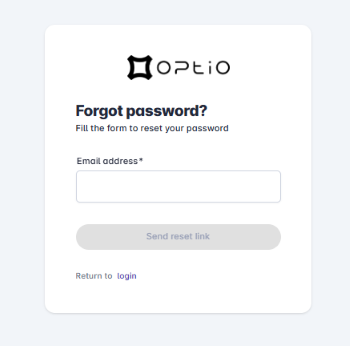 OPTIO
Forgot password?
Fill the form to reset your password
Email address*
Send reset link
Return to login